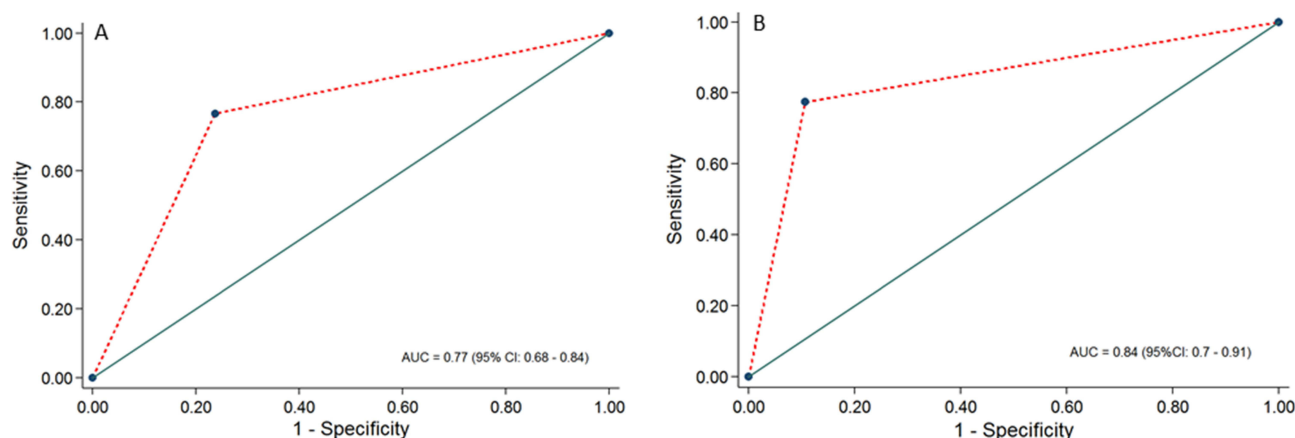 A
1.00
0.80
0.60
0.40
0.20
0.00
Sensitivity
AUC = 0.77 (95% CI: 0.68 - 0.84)
0.00 0.20 0.40 0.60 0.80 1.00
1 - Specificity
B
1.00
0.80
0.60
0.40
0.20
0.00
Sensitivity
AUC = 0.84 (95%CI: 0.7 - 0.91)
0.00 0.20 0.40 0.60 0.80 1.00
1 - Specificity